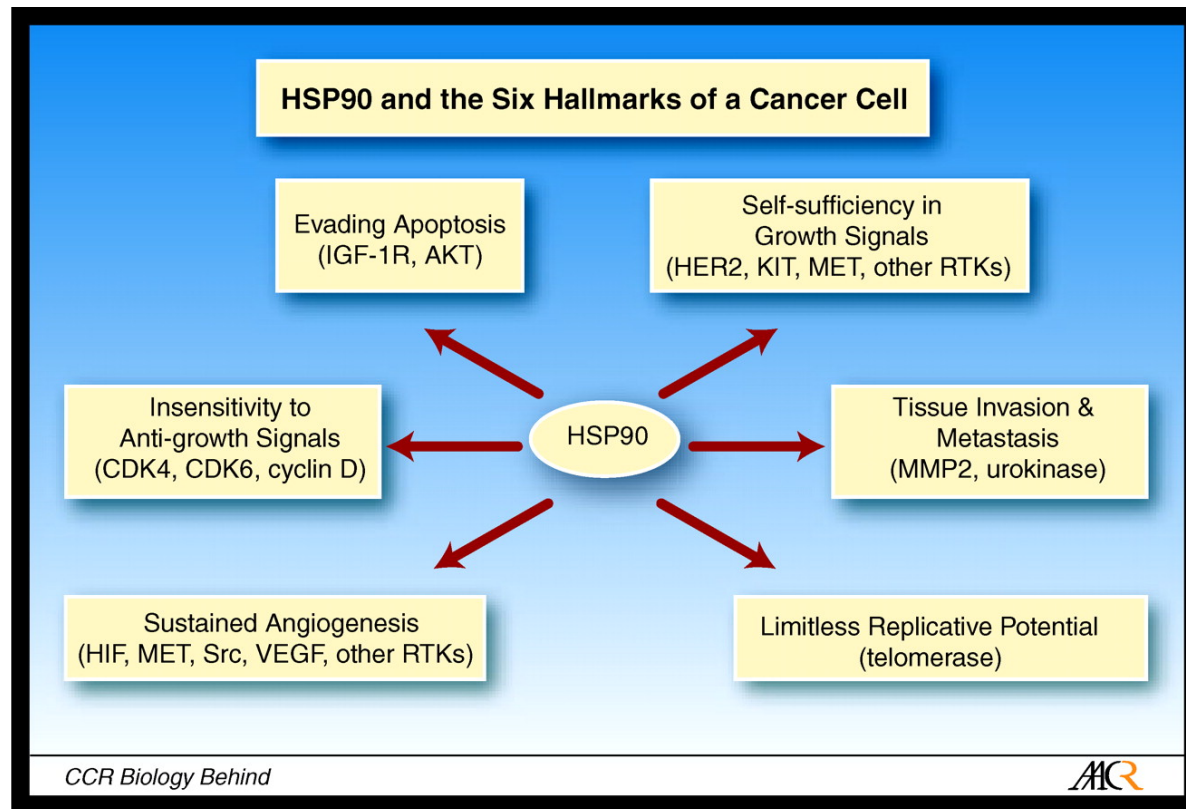 HSP90 and the Six Hallmarks of a Cancer Cell
Evading Apoptosis
(IGF-1R, AKT)
Self-sufficiency in
Growth Signals
(HER2, KIT, MET, other RTKs)
Insensitivity to
Anti-growth Signals
(CDK4, CDK6, cyclin D)
HSP90
Tissue Invasion &
Metastasis
(MMP2, urokinase)
Sustained Angiogenesis
(HIF, MET, Src, VEGF, other RTKs)
Limitless Replicative Potential
(telomerase)
CCR Biology Behind
AACR